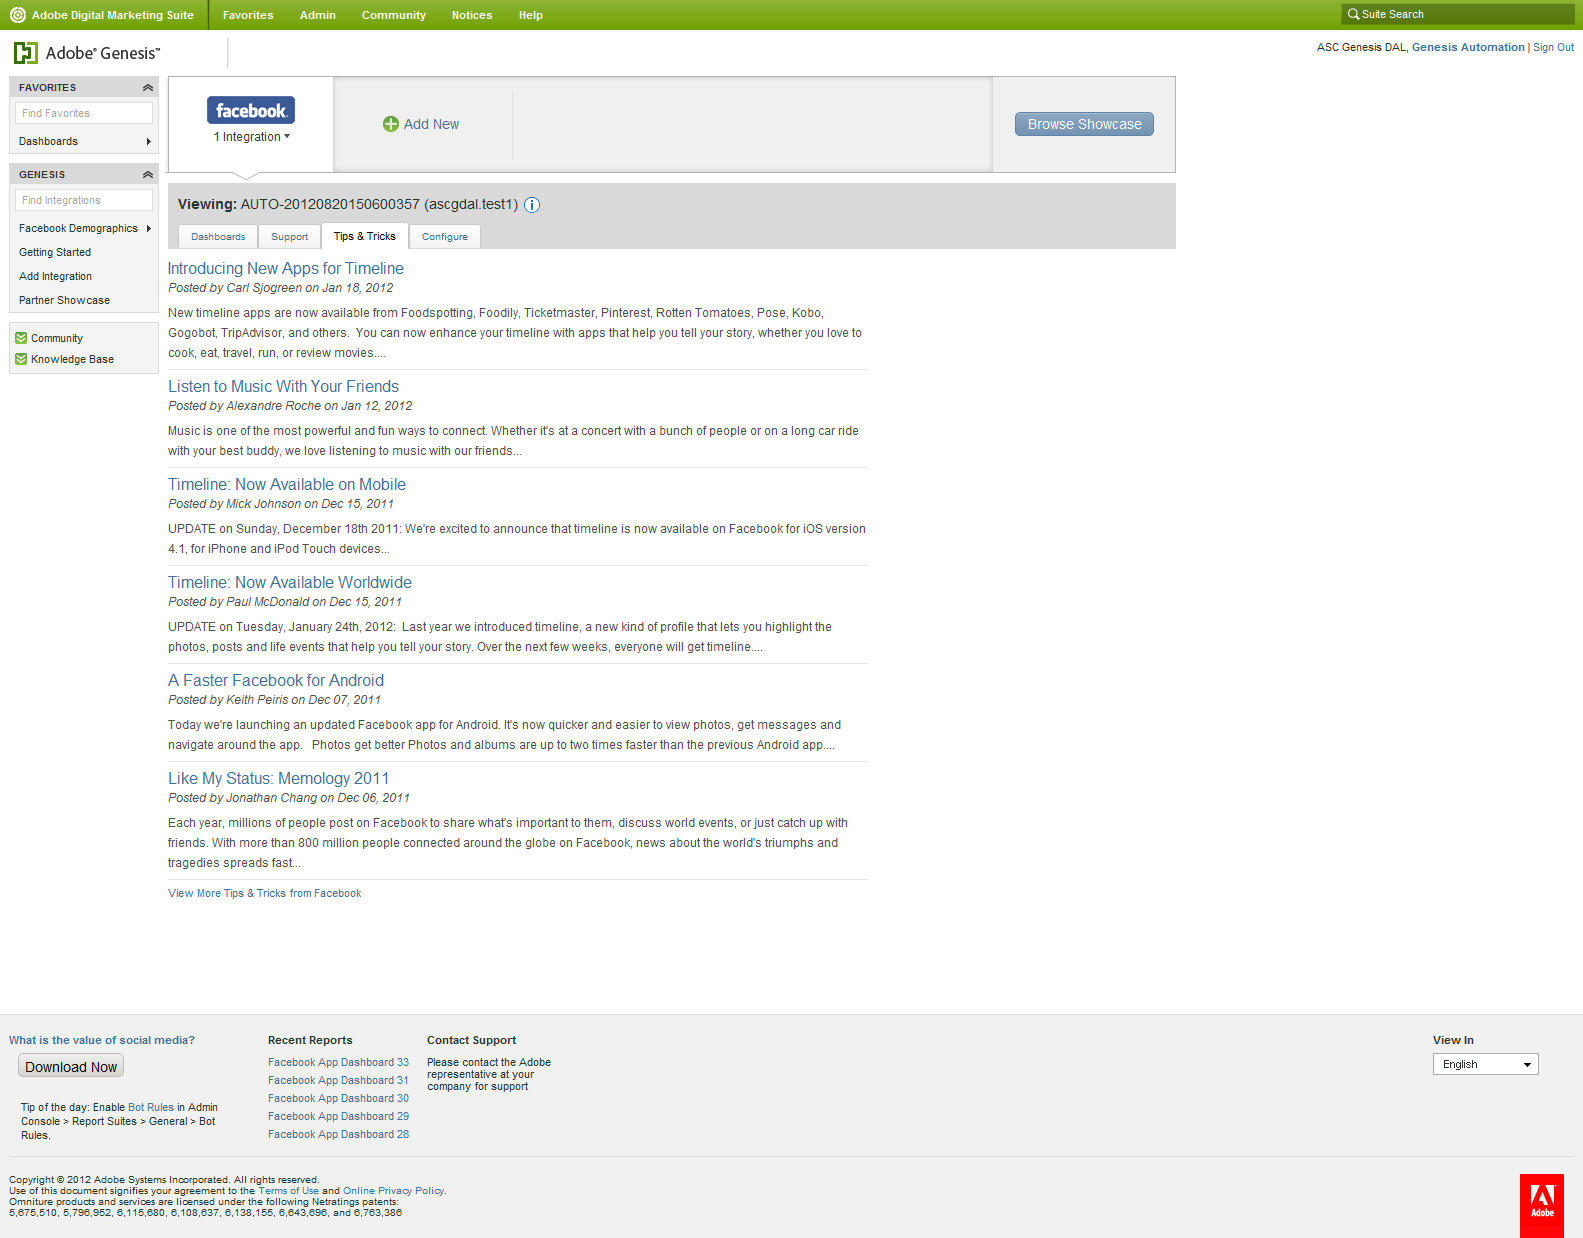 Adobe Digital Marketing Suite
Favorites
Admin
Community
Notices
Help
Suite Search
Adobe® Genesis™
ASC Genesis DAL, Genesis Automation | Sign Out
FAVORITES
Find Favorites
Dashboards
GENESIS
Find Integrations
Facebook Demographics
Getting Started
Add Integration
Partner Showcase
Community
Knowledge Base
facebook.
1 Integration
Add New
Browse Showcase
Viewing: AUTO-20120820150600357 (ascgdal.test1)
Dashboards
Support
Tips & Tricks
Configure
Introducing New Apps for Timeline
Posted by Carl Sjogreen on Jan 18, 2012
New timeline apps are now available from Foodspotting, Foodily, Ticketmaster, Pinterest, Rotten Tomatoes, Pose, Kobo,
Gogobot, TripAdvisor, and others.  You can now enhance your timeline with apps that help you tell your story, whether you love to
cook, eat, travel, run, or review movies....
Listen to Music With Your Friends
Posted by Alexandre Roche on Jan 12, 2012
Music is one of the most powerful and fun ways to connect. Whether it's at a concert with a bunch of people or on a long car ride
with your best buddy, we love listening to music with our friends...
Timeline: Now Available on Mobile
Posted by Mick Johnson on Dec 15, 2011
UPDATE on Sunday, December 18th 2011: We're excited to announce that timeline is now available on Facebook for iOS version
4.1, for iPhone and iPod Touch devices...
Timeline: Now Available Worldwide
Posted by Paul McDonald on Dec 15, 2011
UPDATE on Tuesday, January 24th, 2012:  Last year we introduced timeline, a new kind of profile that lets you highlight the
photos, posts and life events that help you tell your story. Over the next few weeks, everyone will get timeline....
A Faster Facebook for Android
Posted by Keith Peiris on Dec 07, 2011
Today we're launching an updated Facebook app for Android. It's now quicker and easier to view photos, get messages and
navigate around the app.   Photos get better Photos and albums are up to two times faster than the previous Android app....
Like My Status: Memology 2011
Posted by Jonathan Chang on Dec 06, 2011
Each year, millions of people post on Facebook to share what's important to them, discuss world events, or just catch up with
friends. With more than 800 million people connected around the globe on Facebook, news about the world's triumphs and
tragedies spreads fast...
View More Tips & Tricks from Facebook
What is the value of social media?
Download Now
Tip of the day: Enable Bot Rules in Admin
Console > Report Suites > General > Bot
Rules.
Recent Reports
Facebook App Dashboard 33
Facebook App Dashboard 31
Facebook App Dashboard 30
Facebook App Dashboard 29
Facebook App Dashboard 28
Contact Support
Please contact the Adobe
representative at your
company for support
View In
English
Copyright © 2012 Adobe Systems Incorporated. All rights reserved.
Use of this document signifies your agreement to the Terms of Use and Online Privacy Policy.
Omniture products and services are licensed under the following Netratings patents:
5,675,510, 5,796,952, 6,115,680, 6,108,637, 6,138,155, 6,643,696, and 6,763,386
Adobe